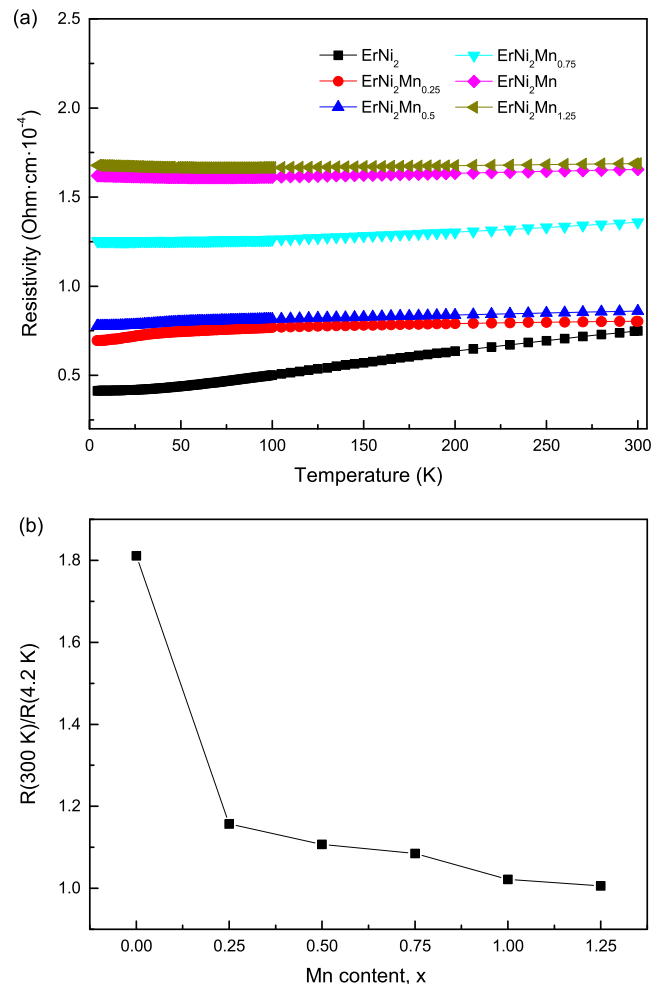 (a)
2.5
2.0
1.5
1.0
0.5
Resistivity (Ohm·cm·10⁻⁴)
ErNi₂
ErNi₂Mn₀.₂₅
ErNi₂Mn₀.₅
ErNi₂Mn₀.₇₅
ErNi₂Mn
ErNi₂Mn₁.₂₅
0 50 100 150 200 250 300
Temperature (K)
(b)
1.8
1.6
1.4
1.2
1.0
R(300 K)/R(4.2 K)
0.00 0.25 0.50 0.75 1.00 1.25
Mn content, x